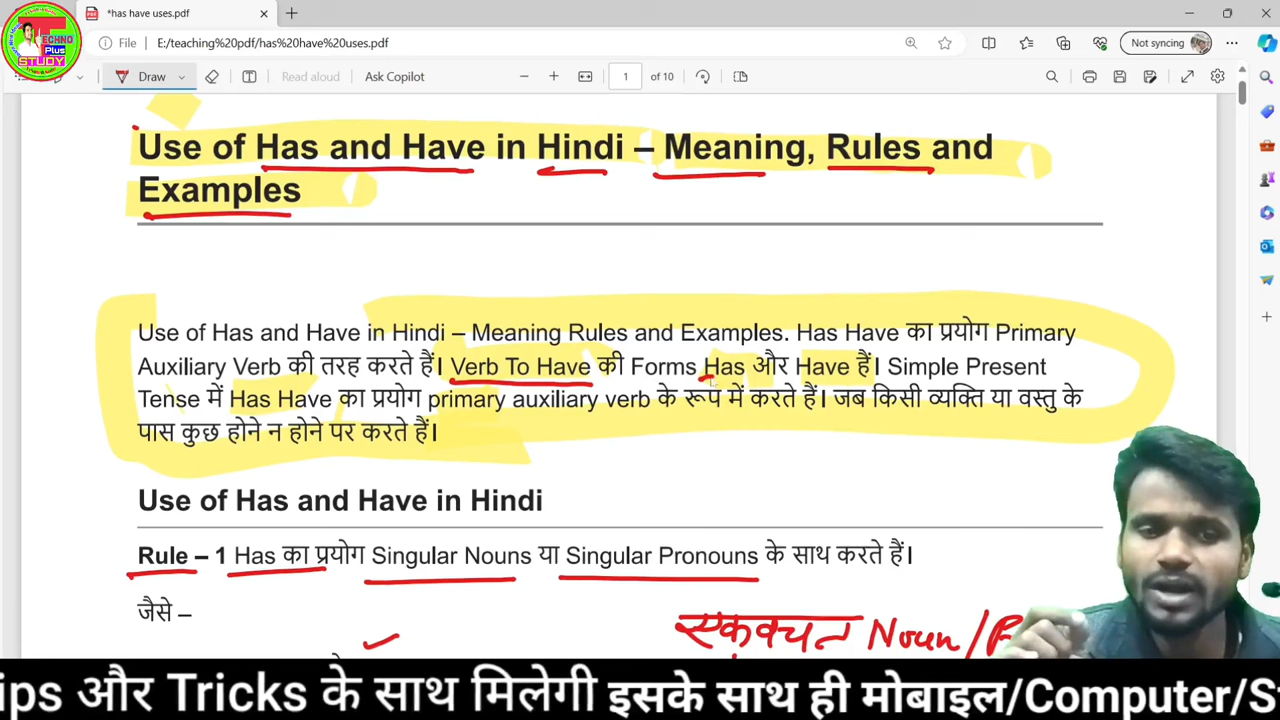 *has have uses.pdf
File E:/teaching%20pdf/has%20have%20uses.pdf Not syncing
TECHNO
Plus
STUDY
Draw Read aloud Ask Copilot 1 of 10
Use of Has and Have in Hindi – Meaning, Rules and
Examples
Use of Has and Have in Hindi – Meaning Rules and Examples. Has Have का प्रयोग Primary
Auxiliary Verb की तरह करते हैं। Verb To Have की Forms Has और Have हैं। Simple Present
Tense में Has Have का प्रयोग primary auxiliary verb के रूप में करते हैं। जब किसी व्यक्ति या वस्तु के
पास कुछ होने न होने पर करते हैं।
Use of Has and Have in Hindi
Rule – 1 Has का प्रयोग Singular Nouns या Singular Pronouns के साथ करते हैं।
जैसे –
एकवचन Noun/
ips और Tricks के साथ मिलेगी इसके साथ ही मोबाइल/Computer/S